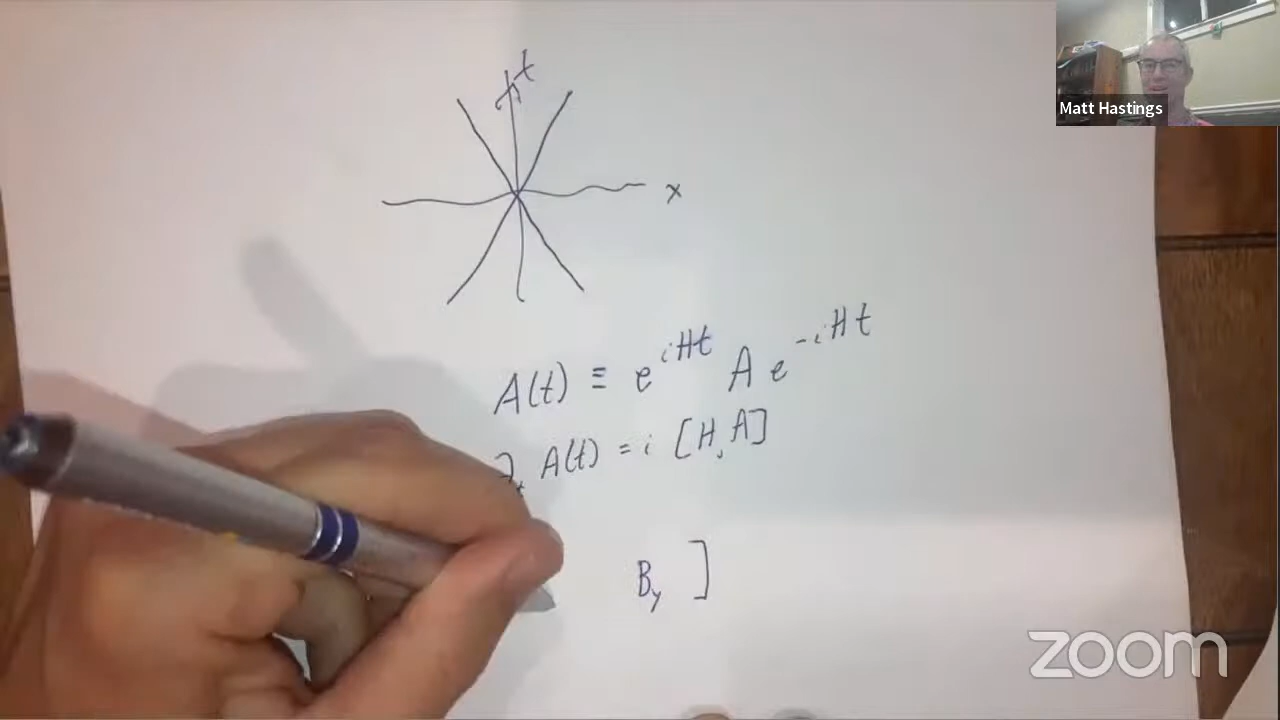 Matt Hastings
t
x
A(t) ≡ e^{iHt} A e^{-iHt}
∂_t A(t) = i [H, A]
B_y ]
zoom